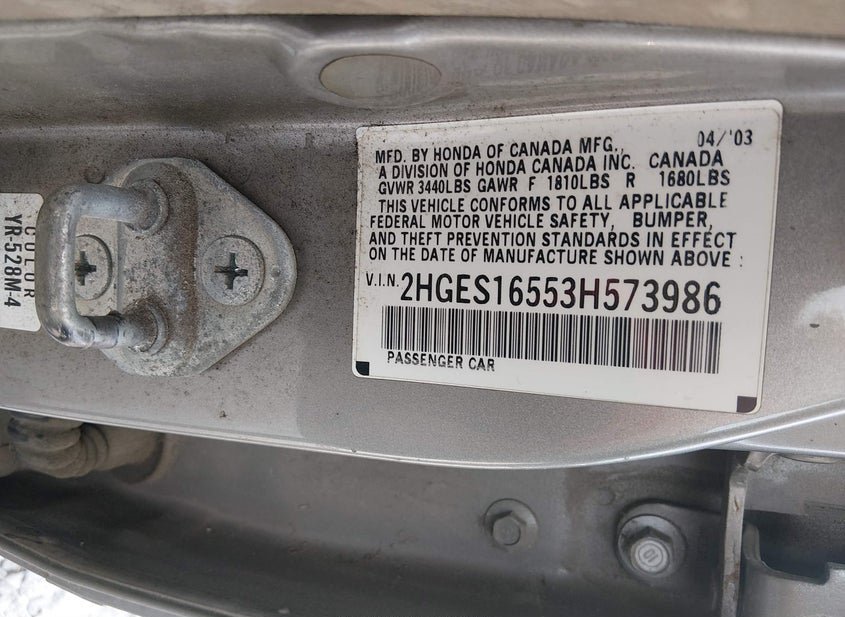 COLOR
YR-528M-4
04/'03
MFD. BY HONDA OF CANADA MFG.,
A DIVISION OF HONDA CANADA INC. CANADA
GVWR 3440LBS GAWR F 1810LBS R 1680LBS
THIS VEHICLE CONFORMS TO ALL APPLICABLE
FEDERAL MOTOR VEHICLE SAFETY, BUMPER,
AND THEFT PREVENTION STANDARDS IN EFFECT
ON THE DATE OF MANUFACTURE SHOWN ABOVE :
V.I.N. 2HGES16553H573986
PASSENGER CAR